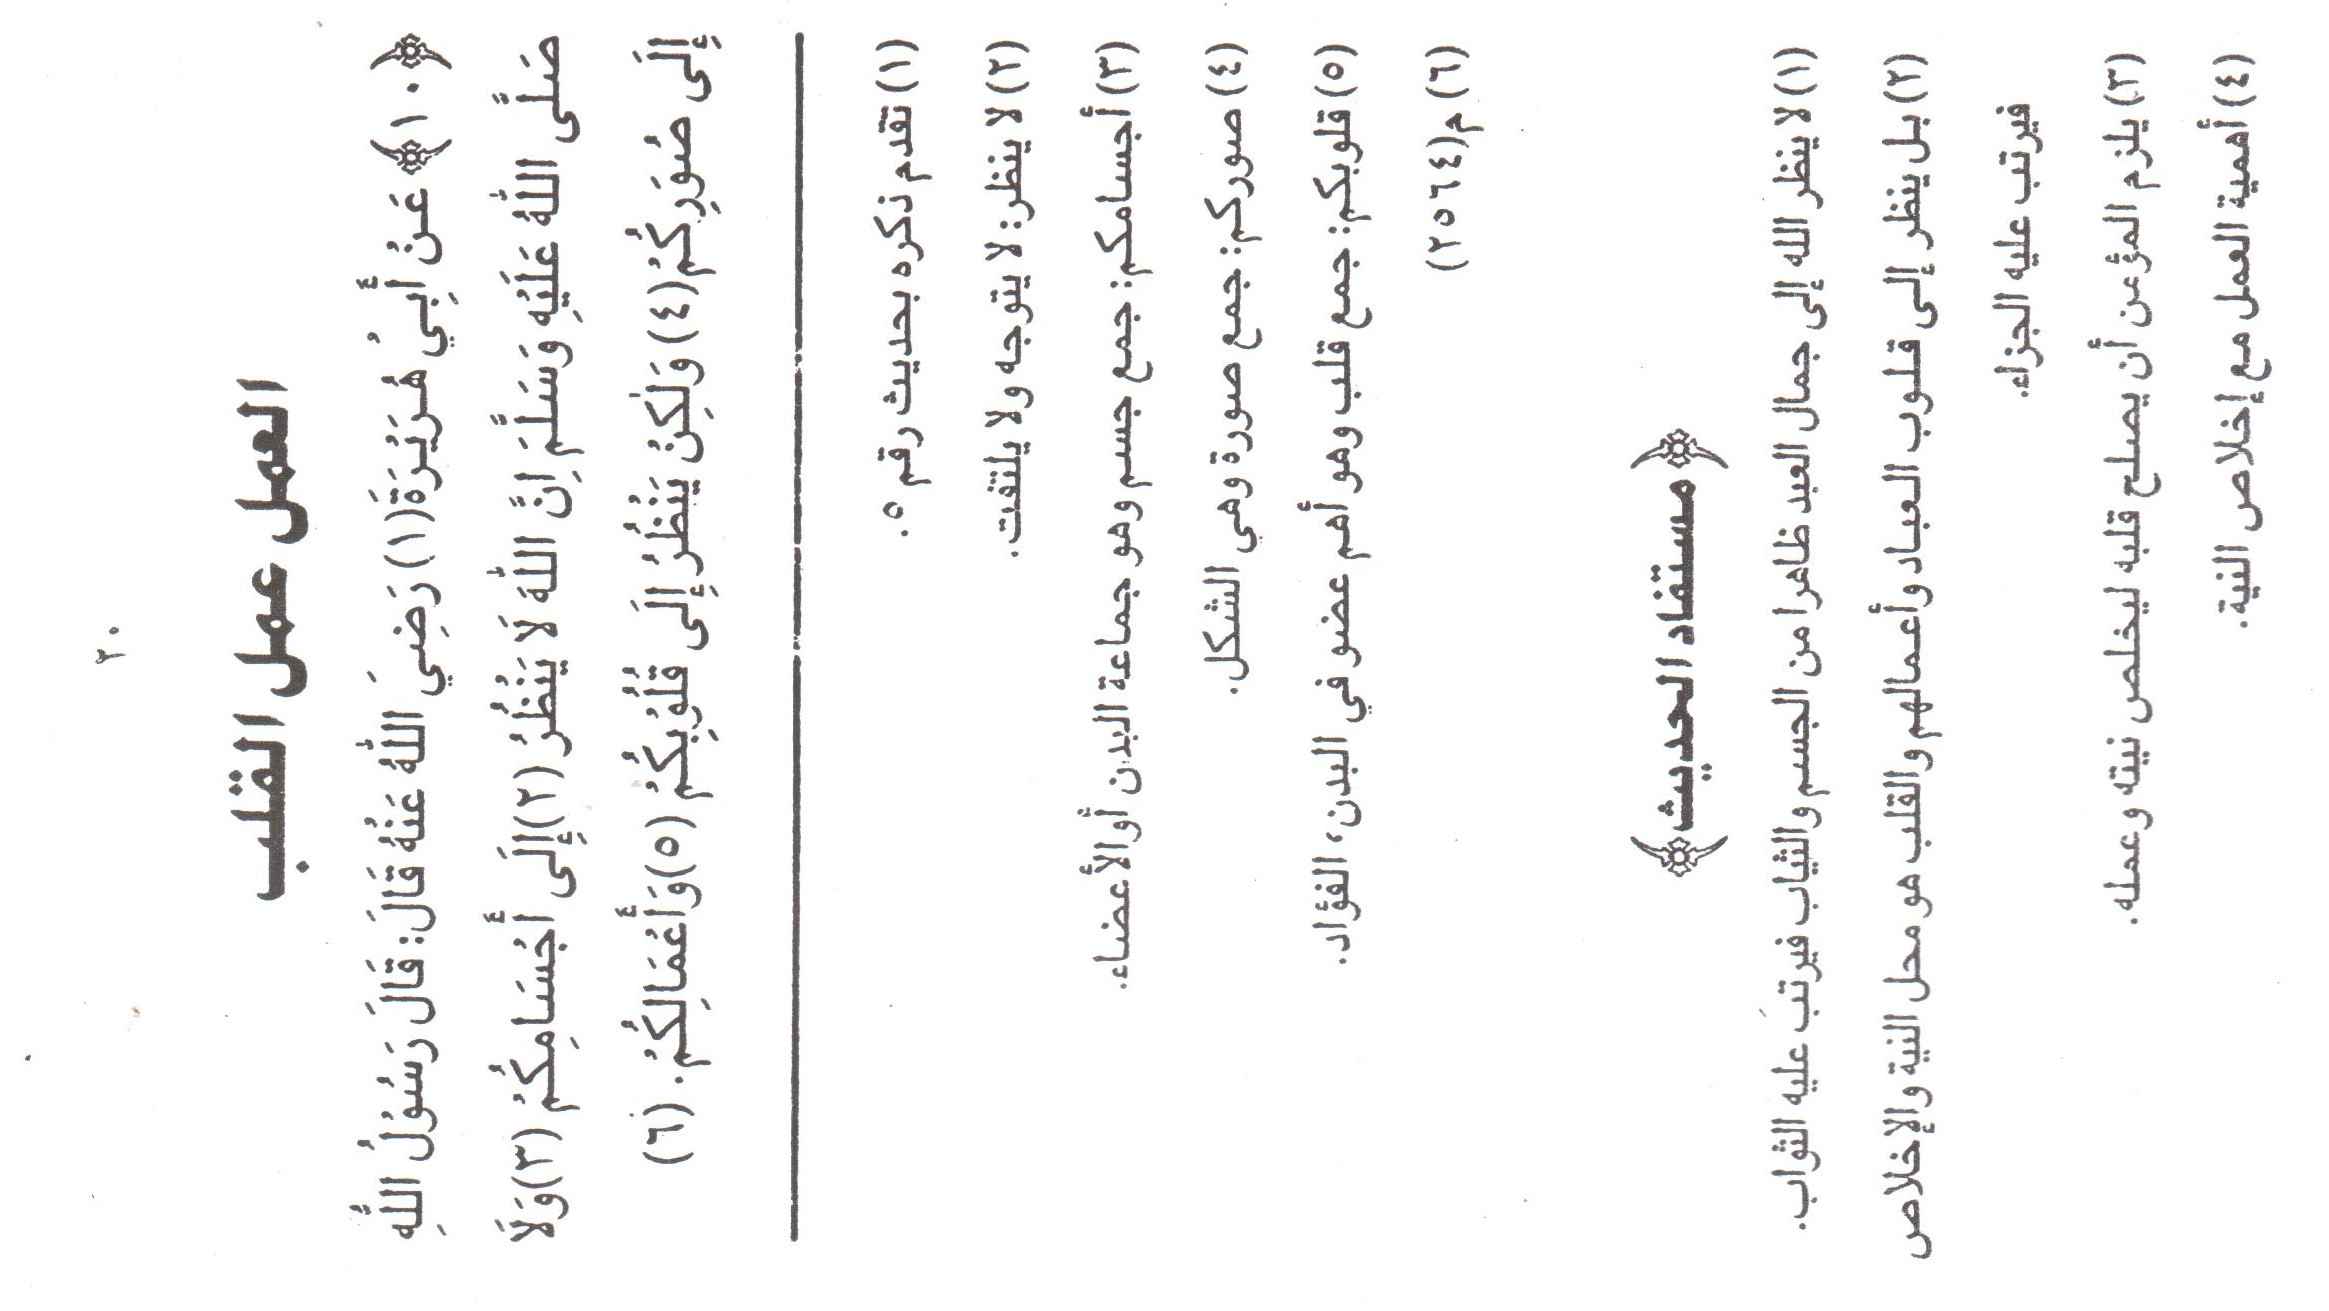 ٢٠
العمل عمل القلب
﴿١٠﴾ عَنْ أَبِيْ هُرَيْرَةَ(١) رَضِيَ اللّٰهُ عَنْهُ قَالَ: قَالَ رَسُوْلُ اللّٰهِ
صَلَّى اللّٰهُ عَلَيْهِ وَسَلَّمَ اِنَّ اللّٰهَ لَا يَنْظُرُ (٢)إِلَى أَجْسَامِكُمْ (٣)وَلَا
إِلَى صُوَرِكُمْ(٤) وَلٰكِنْ يَنْظُرُ إِلَى قُلُوْبِكُمْ (٥)وَأَعْمَالِكُمْ. (٦)
(١) تقدم ذكره بحديث رقم ٥.
(٢) لا ينظر: لا يتوجه ولا يلتفت.
(٣) أجسامكم: جمع جسم وهو جماعة البدن أوالأعضاء.
(٤) صوركم: جمع صورة وهي الشكل.
(٥) قلوبكم: جمع قلب وهو أهم عضو في البدن، الفؤاد.
(٦) م(٢٥٦٤)
﴿مستفاد الحديث﴾
(١) لا ينظر الله إلى جمال العبد ظاهرا من الجسم والثياب فيرتبَ عليه الثواب.
(٢) بل ينظر إلى قلوب العباد وأعمالهم والقلب هو محل النية والإخلاص
فيرتب عليه الجزاء.
(٣) يلزم المؤمن أن يصلح قلبه ليخلص نيته وعمله.
(٤) أهمية العمل مع إخلاص النية.